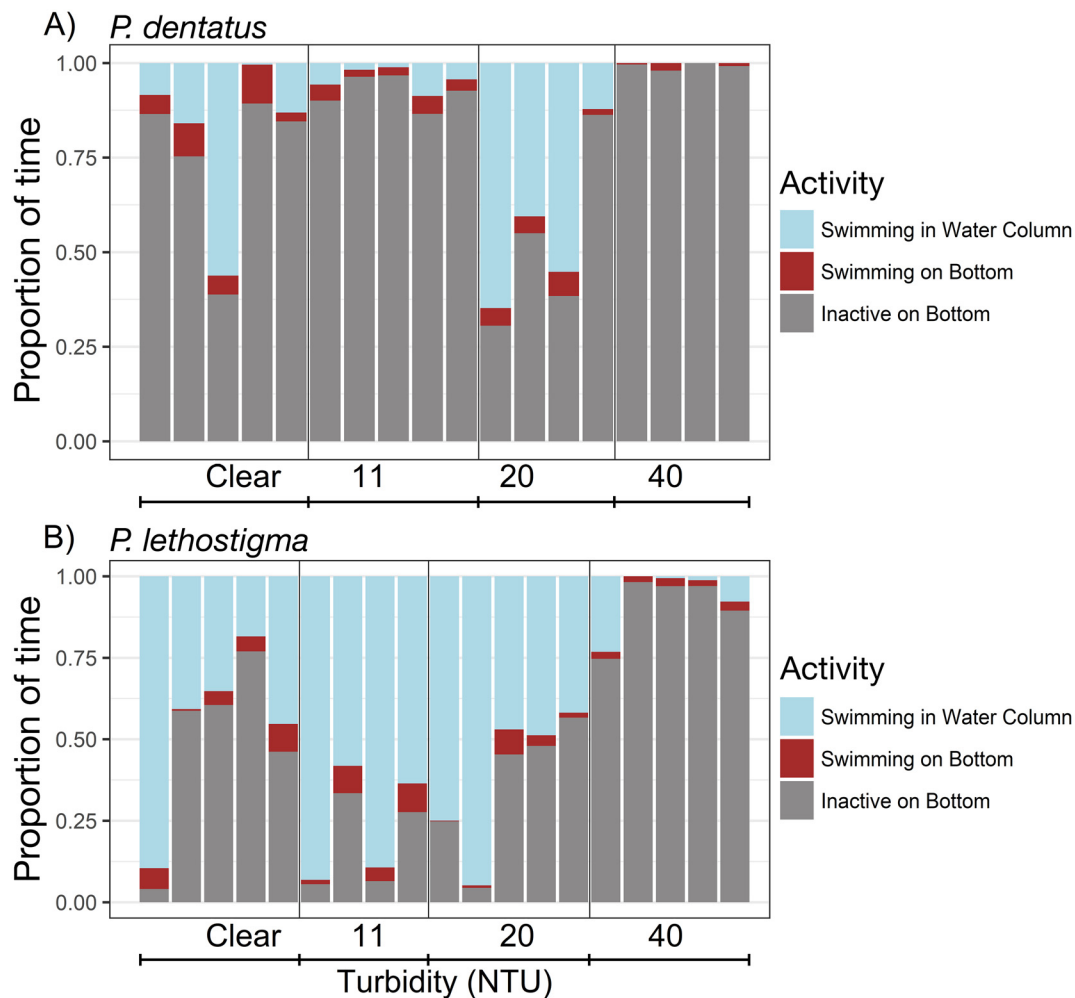 A) P. dentatus
Proportion of time
1.00
0.75
0.50
0.25
0.00
Clear 11 20 40
Activity
Swimming in Water Column
Swimming on Bottom
Inactive on Bottom
B) P. lethostigma
Proportion of time
1.00
0.75
0.50
0.25
0.00
Clear 11 20 40
Turbidity (NTU)
Activity
Swimming in Water Column
Swimming on Bottom
Inactive on Bottom